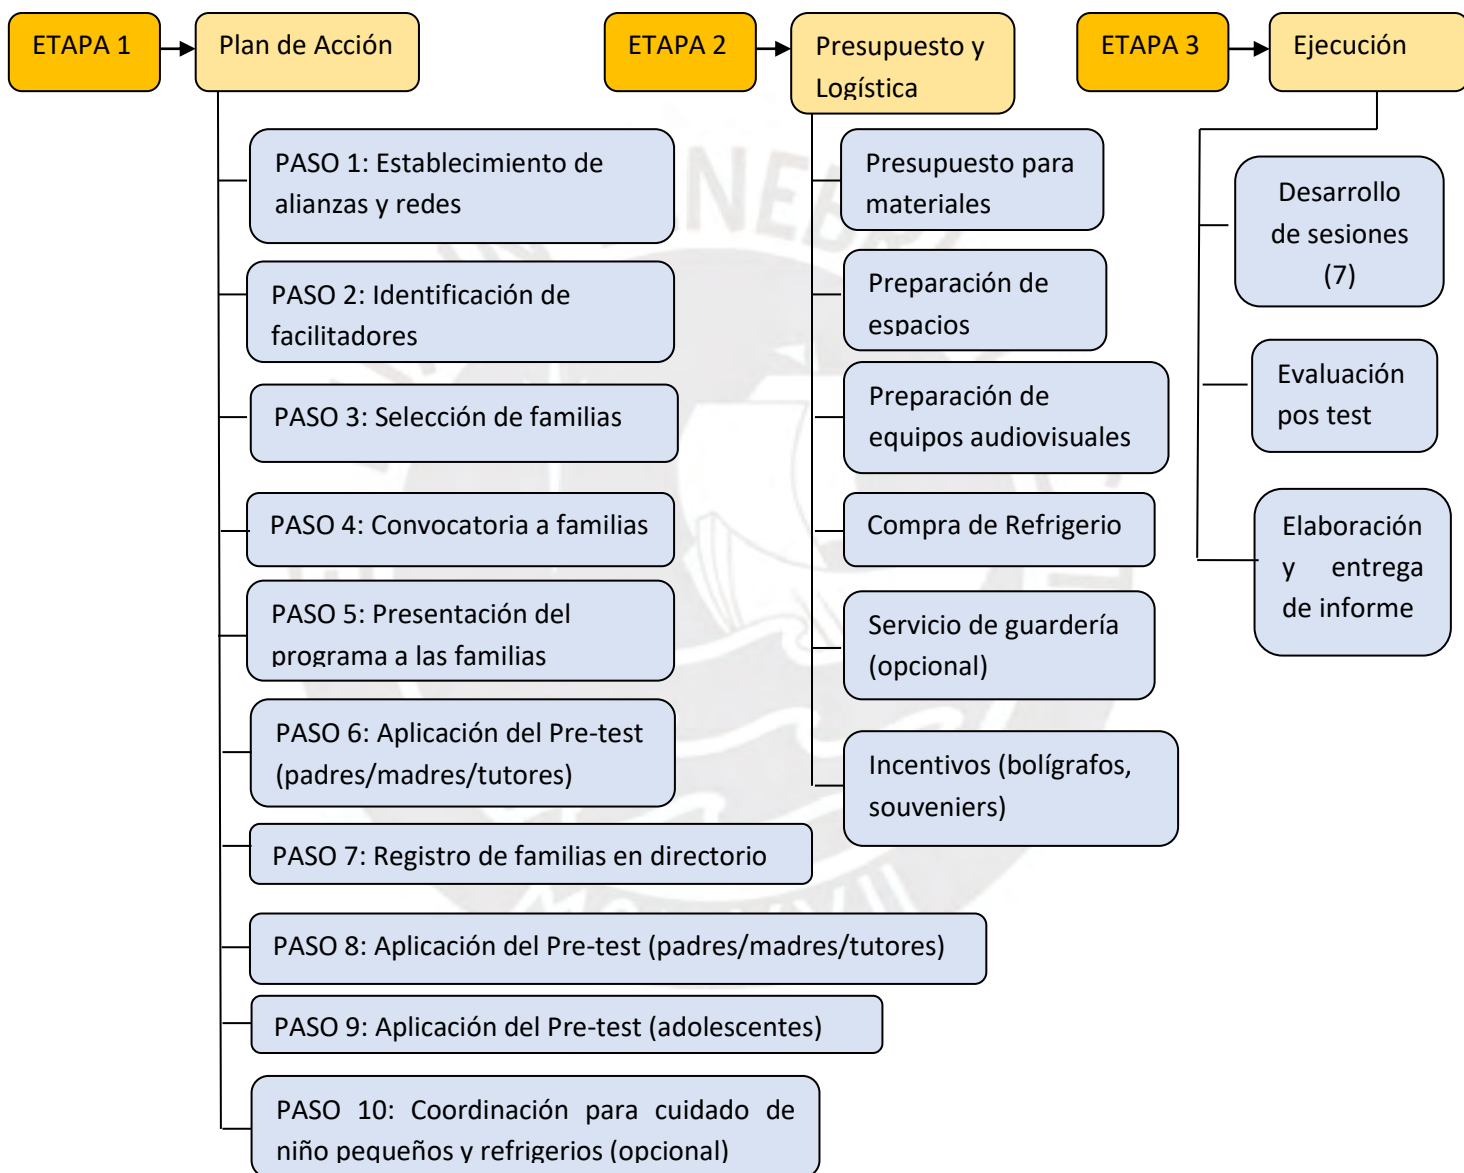 ETAPA 1
Plan de Acción
PASO 1: Establecimiento de
alianzas y redes
PASO 2: Identificación de
facilitadores
PASO 3: Selección de familias
PASO 4: Convocatoria a familias
PASO 5: Presentación del
programa a las familias
PASO 6: Aplicación del Pre-test
(padres/madres/tutores)
PASO 7: Registro de familias en directorio
PASO 8: Aplicación del Pre-test (padres/madres/tutores)
PASO 9: Aplicación del Pre-test (adolescentes)
PASO 10: Coordinación para cuidado de
niño pequeños y refrigerios (opcional)
ETAPA 2
Presupuesto y
Logística
Presupuesto para
materiales
Preparación de
espacios
Preparación de
equipos audiovisuales
Compra de Refrigerio
Servicio de guardería
(opcional)
Incentivos (bolígrafos,
souveniers)
ETAPA 3
Ejecución
Desarrollo
de sesiones
(7)
Evaluación
pos test
Elaboración
y entrega
de informe